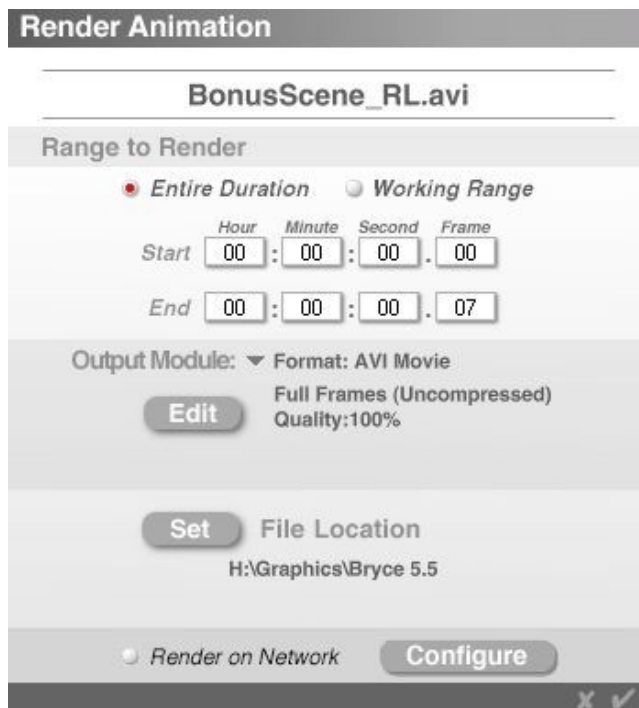 Render Animation
BonusScene_RL.avi
Range to Render
Entire Duration Working Range
Hour Minute Second Frame
Start 00 : 00 : 00 . 00
End 00 : 00 : 00 . 07
Output Module: Format: AVI Movie
Full Frames (Uncompressed)
Edit
Quality:100%
Set File Location
H:\Graphics\Bryce 5.5
Render on Network Configure